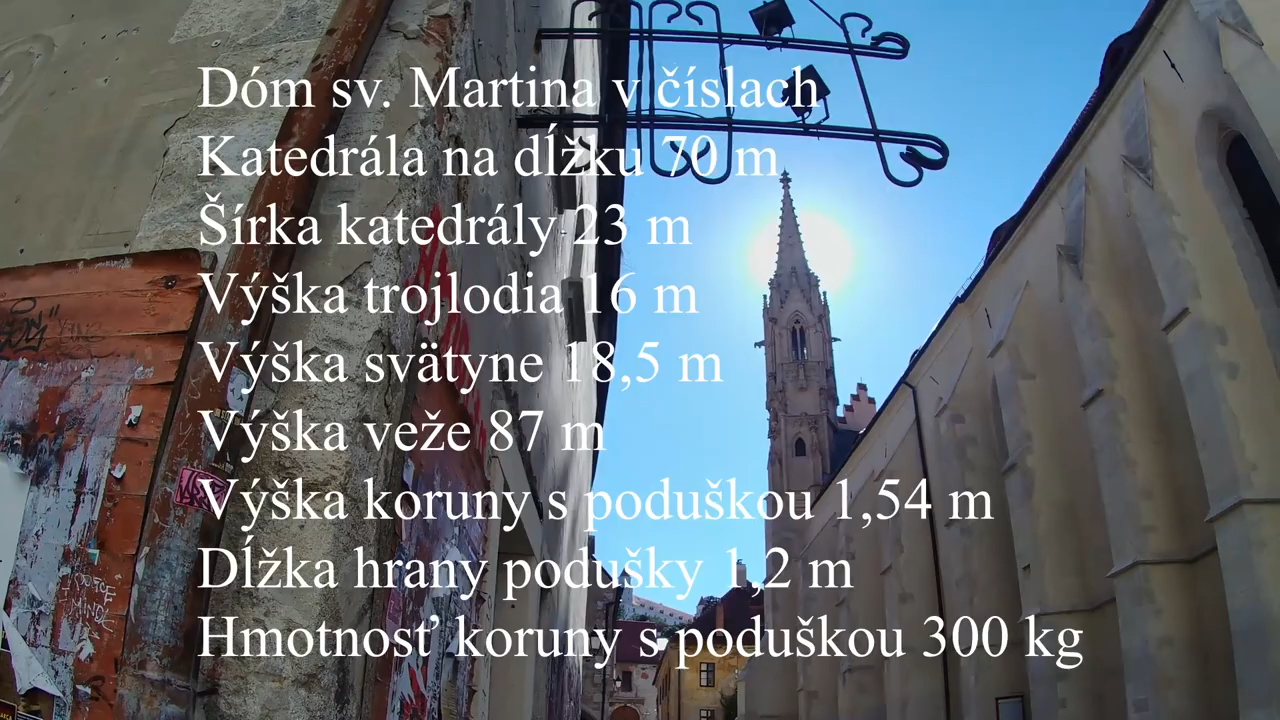 Dóm sv. Martina v číslach
Katedrála na dĺžku 70 m
Šírka katedrály 23 m
Výška trojlodia 16 m
Výška svätyne 18,5 m
Výška veže 87 m
Výška koruny s poduškou 1,54 m
Dĺžka hrany podušky 1,2 m
Hmotnosť koruny s poduškou 300 kg